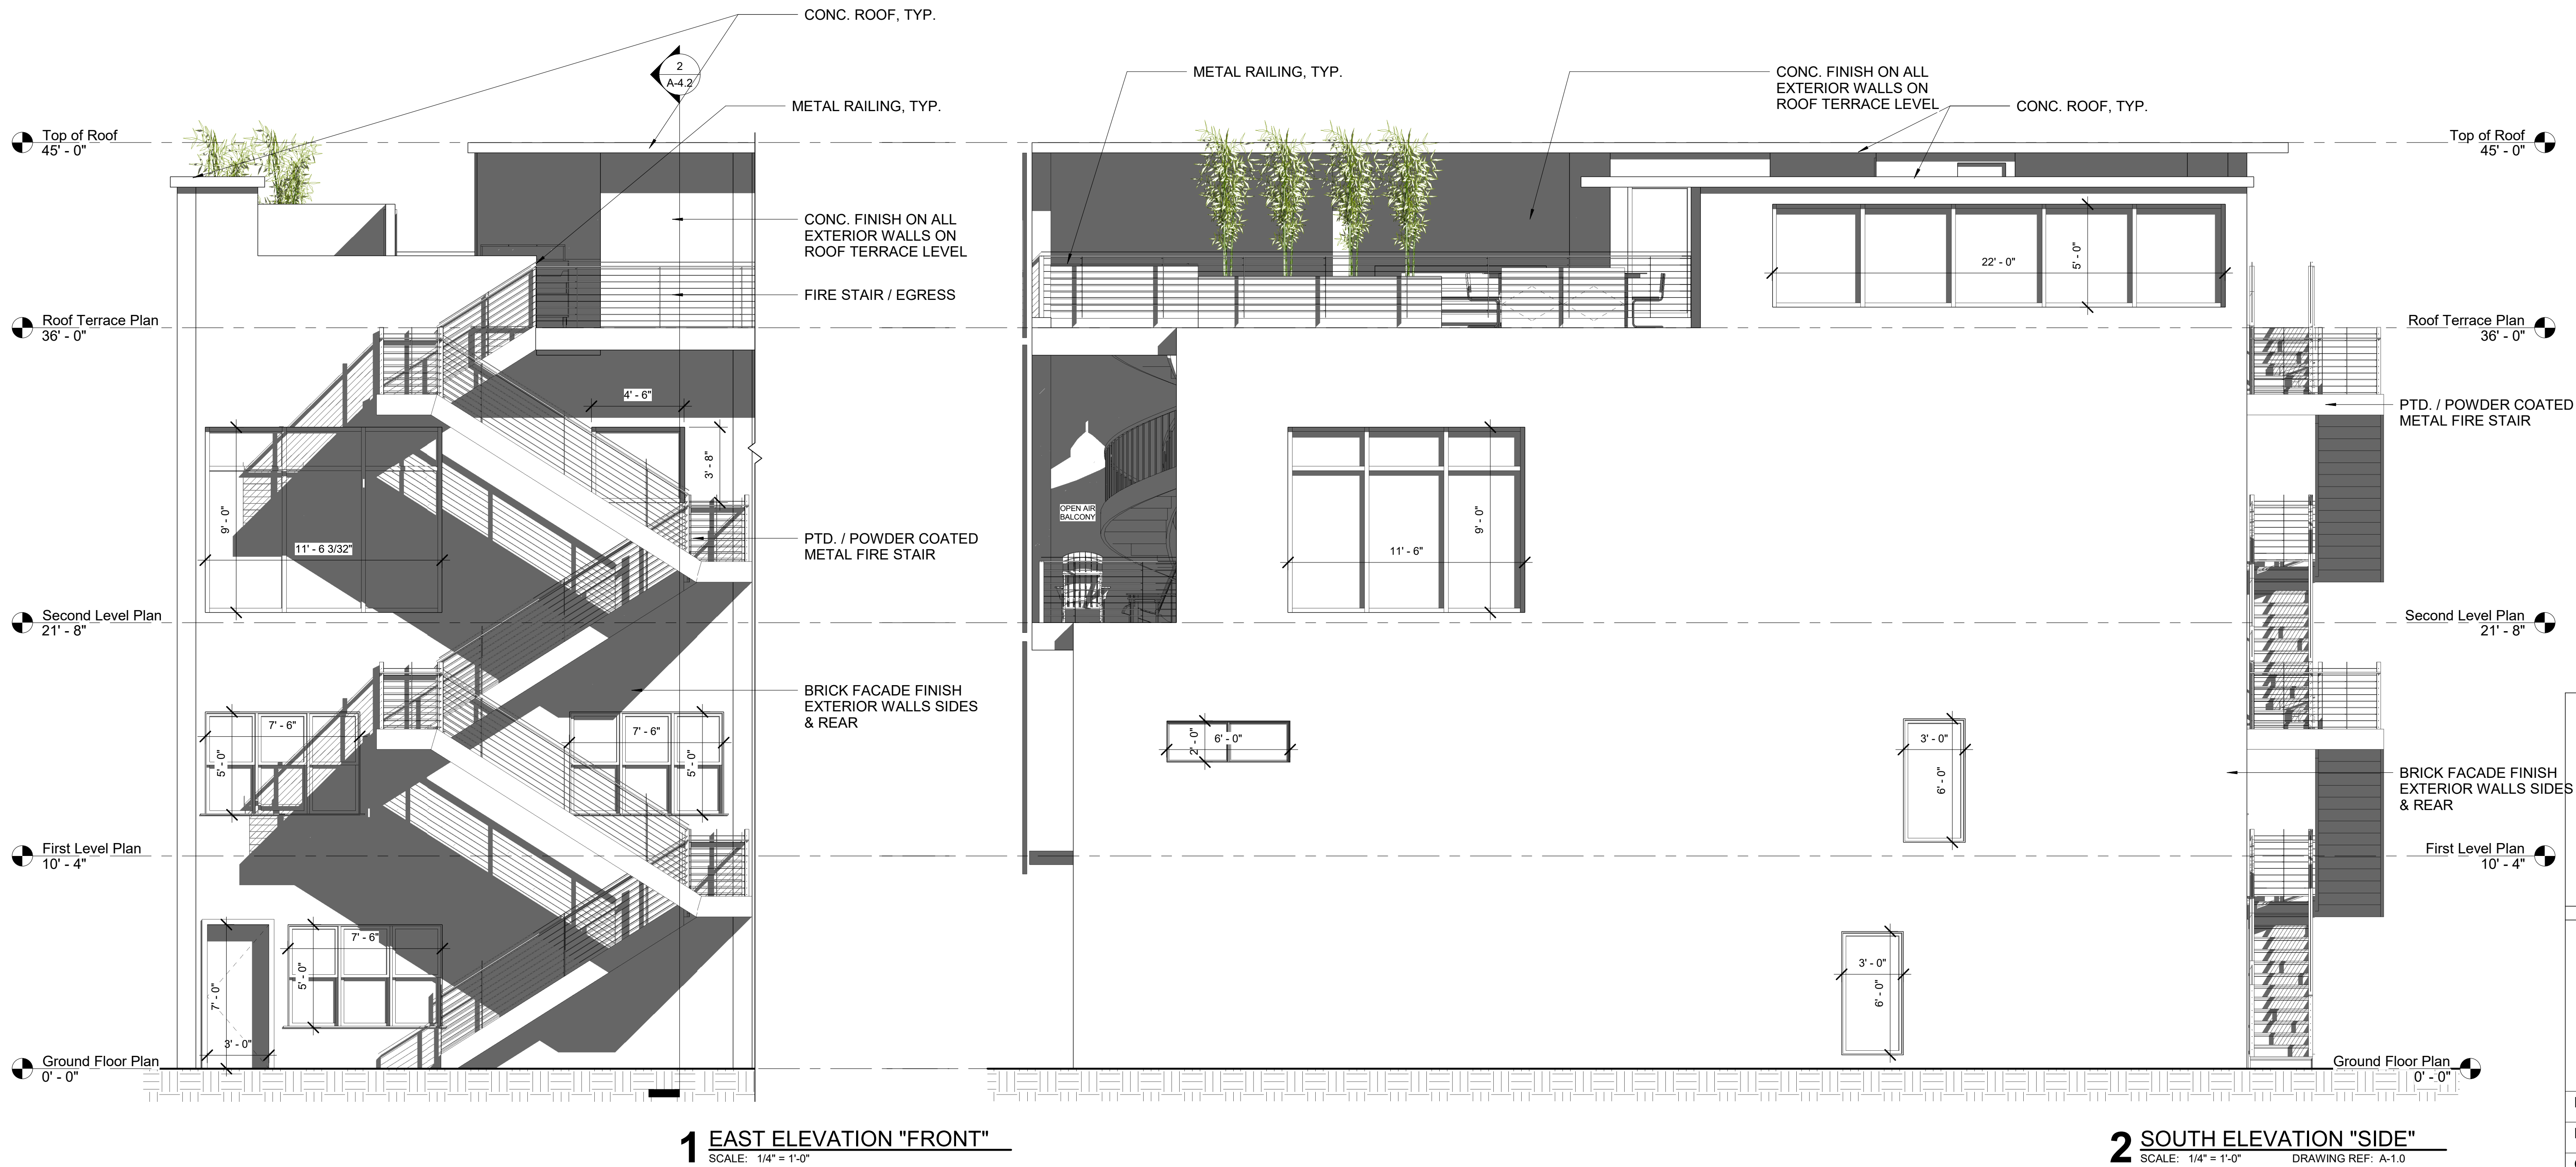 CONC. ROOF, TYP.
2
A-4.2
METAL RAILING, TYP.
Top of Roof
45' - 0"
CONC. FINISH ON ALL
EXTERIOR WALLS ON
ROOF TERRACE LEVEL
FIRE STAIR / EGRESS
Roof Terrace Plan
36' - 0"
4' - 6"
3' - 8"
9' - 0"
11' - 6 3/32"
PTD. / POWDER COATED
METAL FIRE STAIR
Second Level Plan
21' - 8"
BRICK FACADE FINISH
EXTERIOR WALLS SIDES
& REAR
7' - 6"
5' - 0"
7' - 6"
5' - 0"
First Level Plan
10' - 4"
7' - 6"
5' - 0"
7' - 0"
3' - 0"
Ground Floor Plan
0' - 0"
1 EAST ELEVATION "FRONT"
SCALE: 1/4" = 1'-0"
METAL RAILING, TYP.
CONC. FINISH ON ALL
EXTERIOR WALLS ON
ROOF TERRACE LEVEL
CONC. ROOF, TYP.
Top of Roof
45' - 0"
22' - 0"
5' - 0"
Roof Terrace Plan
36' - 0"
PTD. / POWDER COATED
METAL FIRE STAIR
OPEN AIR
BALCONY
9' - 0"
11' - 6"
Second Level Plan
21' - 8"
2' - 0"
6' - 0"
3' - 0"
6' - 0"
BRICK FACADE FINISH
EXTERIOR WALLS SIDES
& REAR
First Level Plan
10' - 4"
3' - 0"
6' - 0"
Ground Floor Plan
0' - 0"
2 SOUTH ELEVATION "SIDE"
SCALE: 1/4" = 1'-0" DRAWING REF: A-1.0